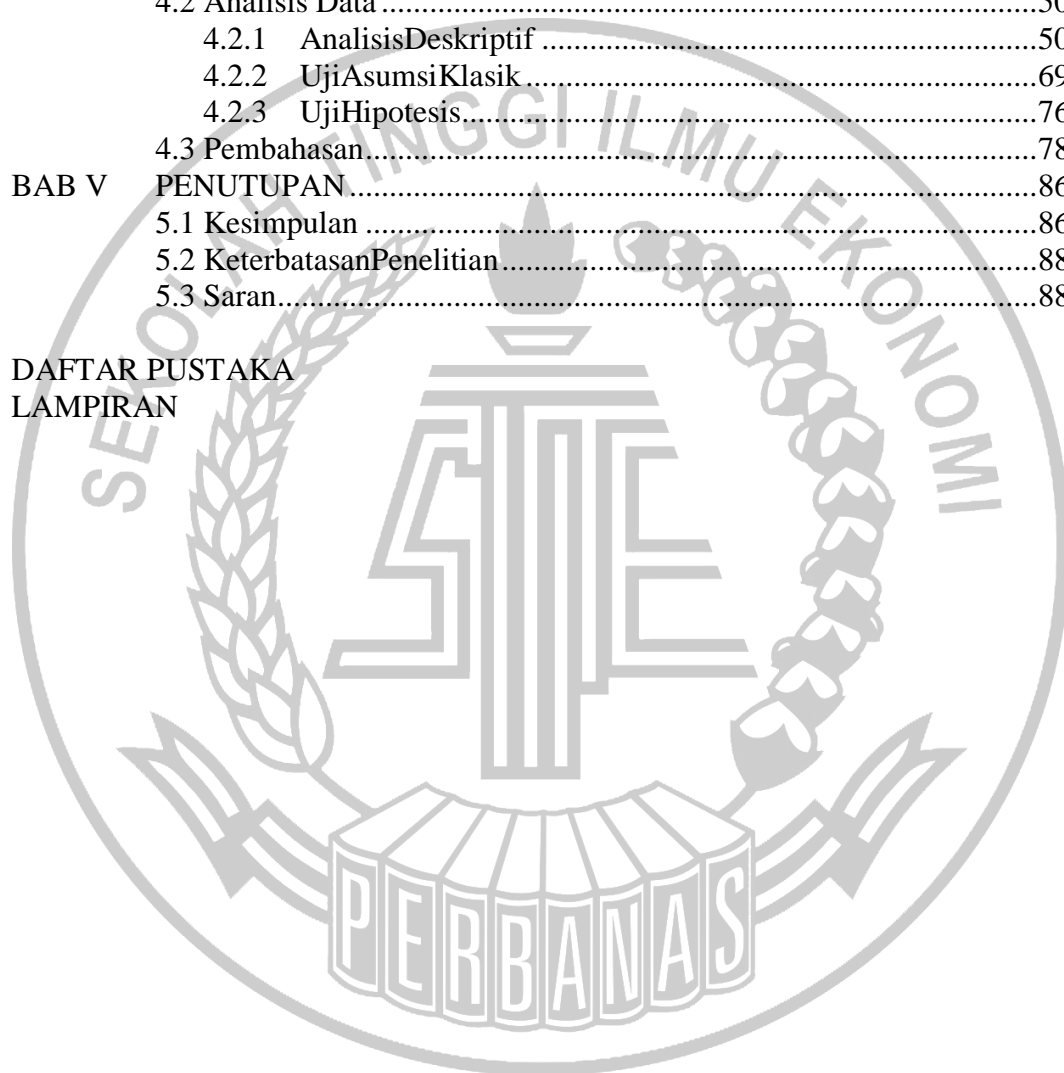 4.2 Analisis Data ........ 50
4.2.1 AnalisisDeskriptif ........ 50
4.2.2 UjiAsumsiKlasik ........ 69
4.2.3 UjiHipotesis ........ 76
4.3 Pembahasan ........ 78
BAB V PENUTUPAN ........ 86
5.1 Kesimpulan ........ 86
5.2 KeterbatasanPenelitian ........ 88
5.3 Saran ........ 88
DAFTAR PUSTAKA
LAMPIRAN
SEKOLAH TINGGI ILMU EKONOMI
STIE
PERBANAS